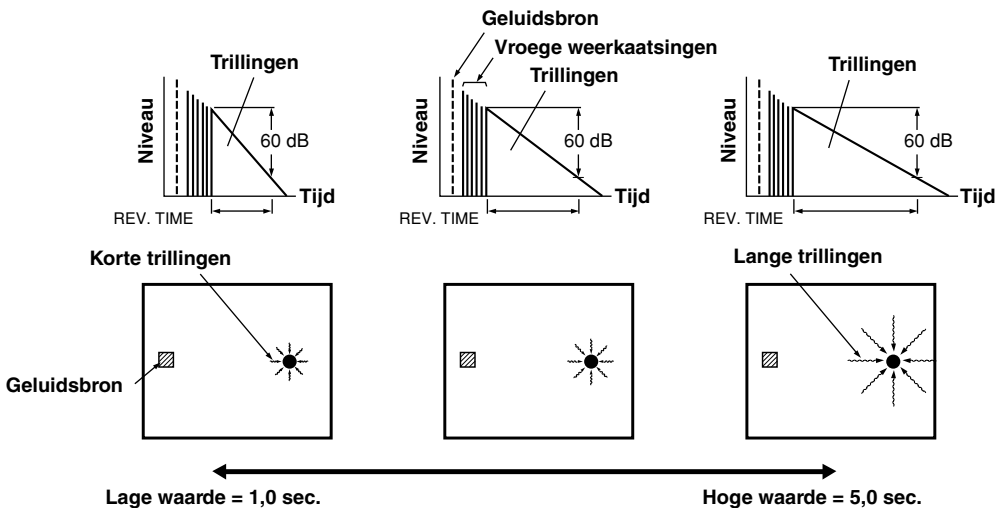 Geluidsbron
Vroege weerkaatsingen
Trillingen
Trillingen
Trillingen
Niveau
60 dB
Tijd
REV. TIME
Niveau
60 dB
Tijd
REV. TIME
Niveau
60 dB
Tijd
REV. TIME
Korte trillingen
Lange trillingen
Geluidsbron
Lage waarde = 1,0 sec.
Hoge waarde = 5,0 sec.